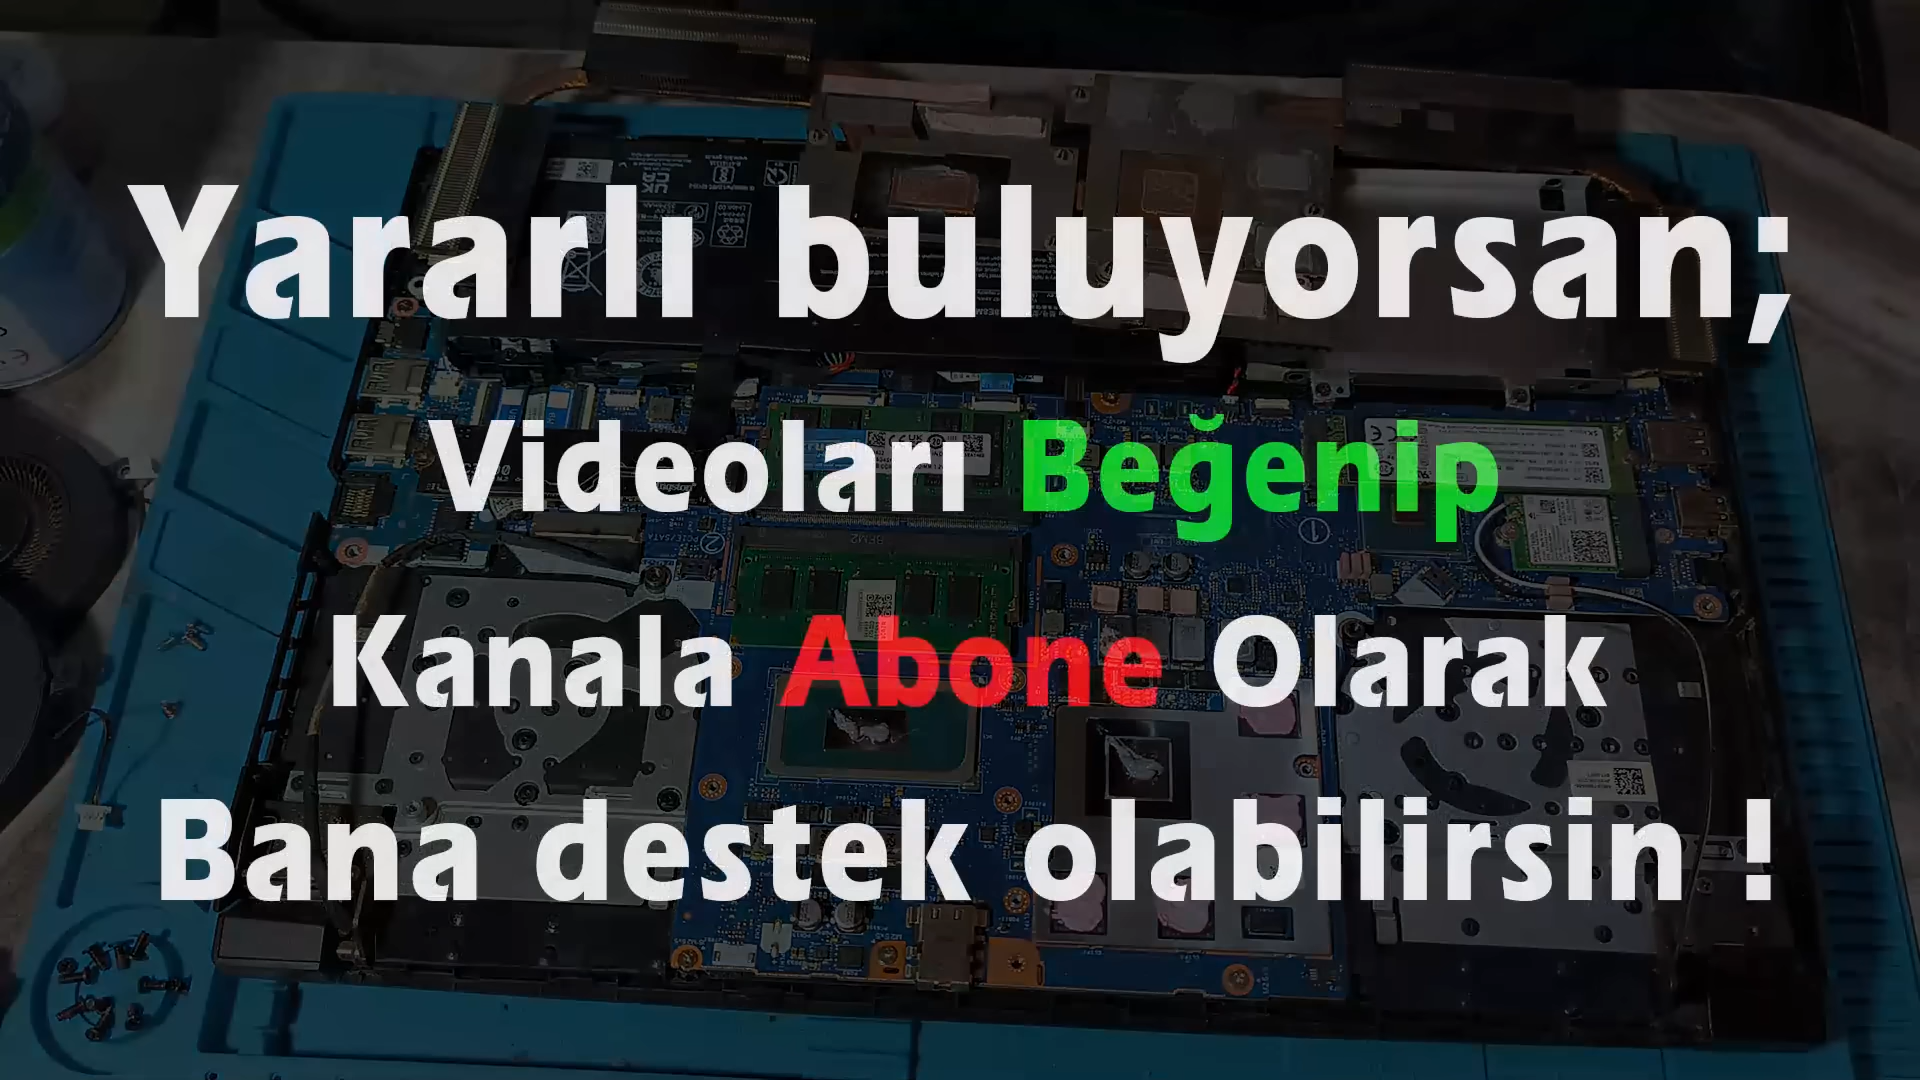 Yararlı buluyorsan;
Videoları Beğenip
Kanala Abone Olarak
Bana destek olabilirsin !